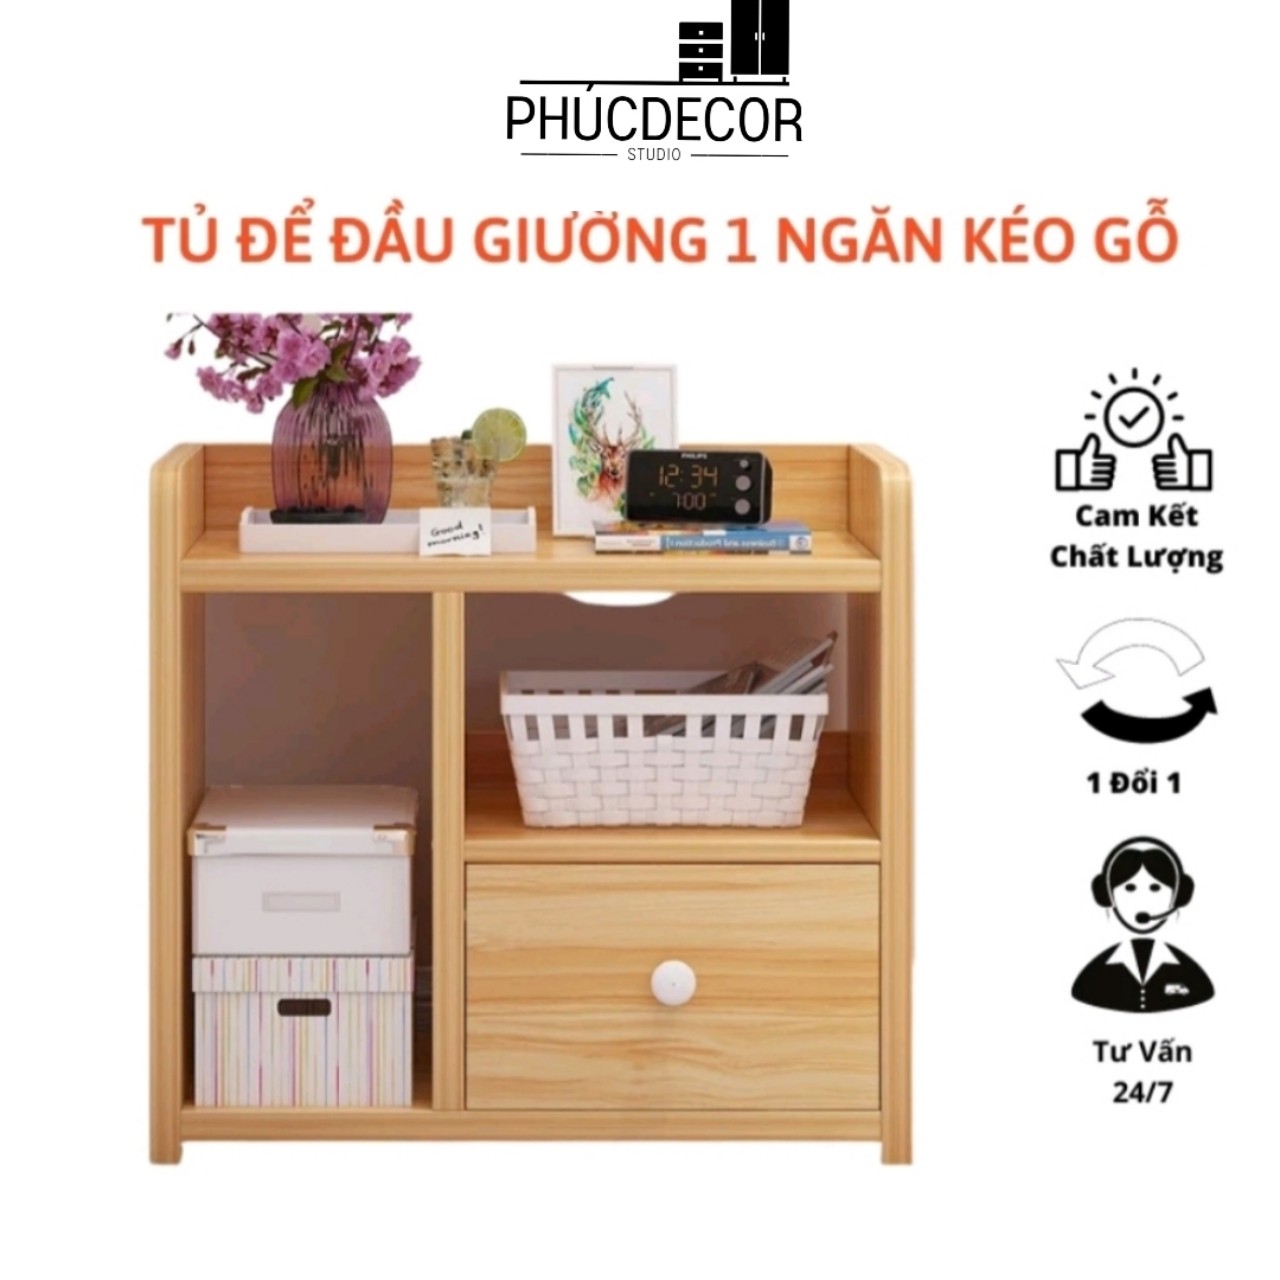 PHÚCDECOR
STUDIO
TỦ ĐỂ ĐẦU GIƯỜNG 1 NGĂN KÉO GỖ
PHILIPS
12:34
7:00
Good
morning!
Cam Kết
Chất Lượng
1 Đổi 1
Tư Vấn
24/7